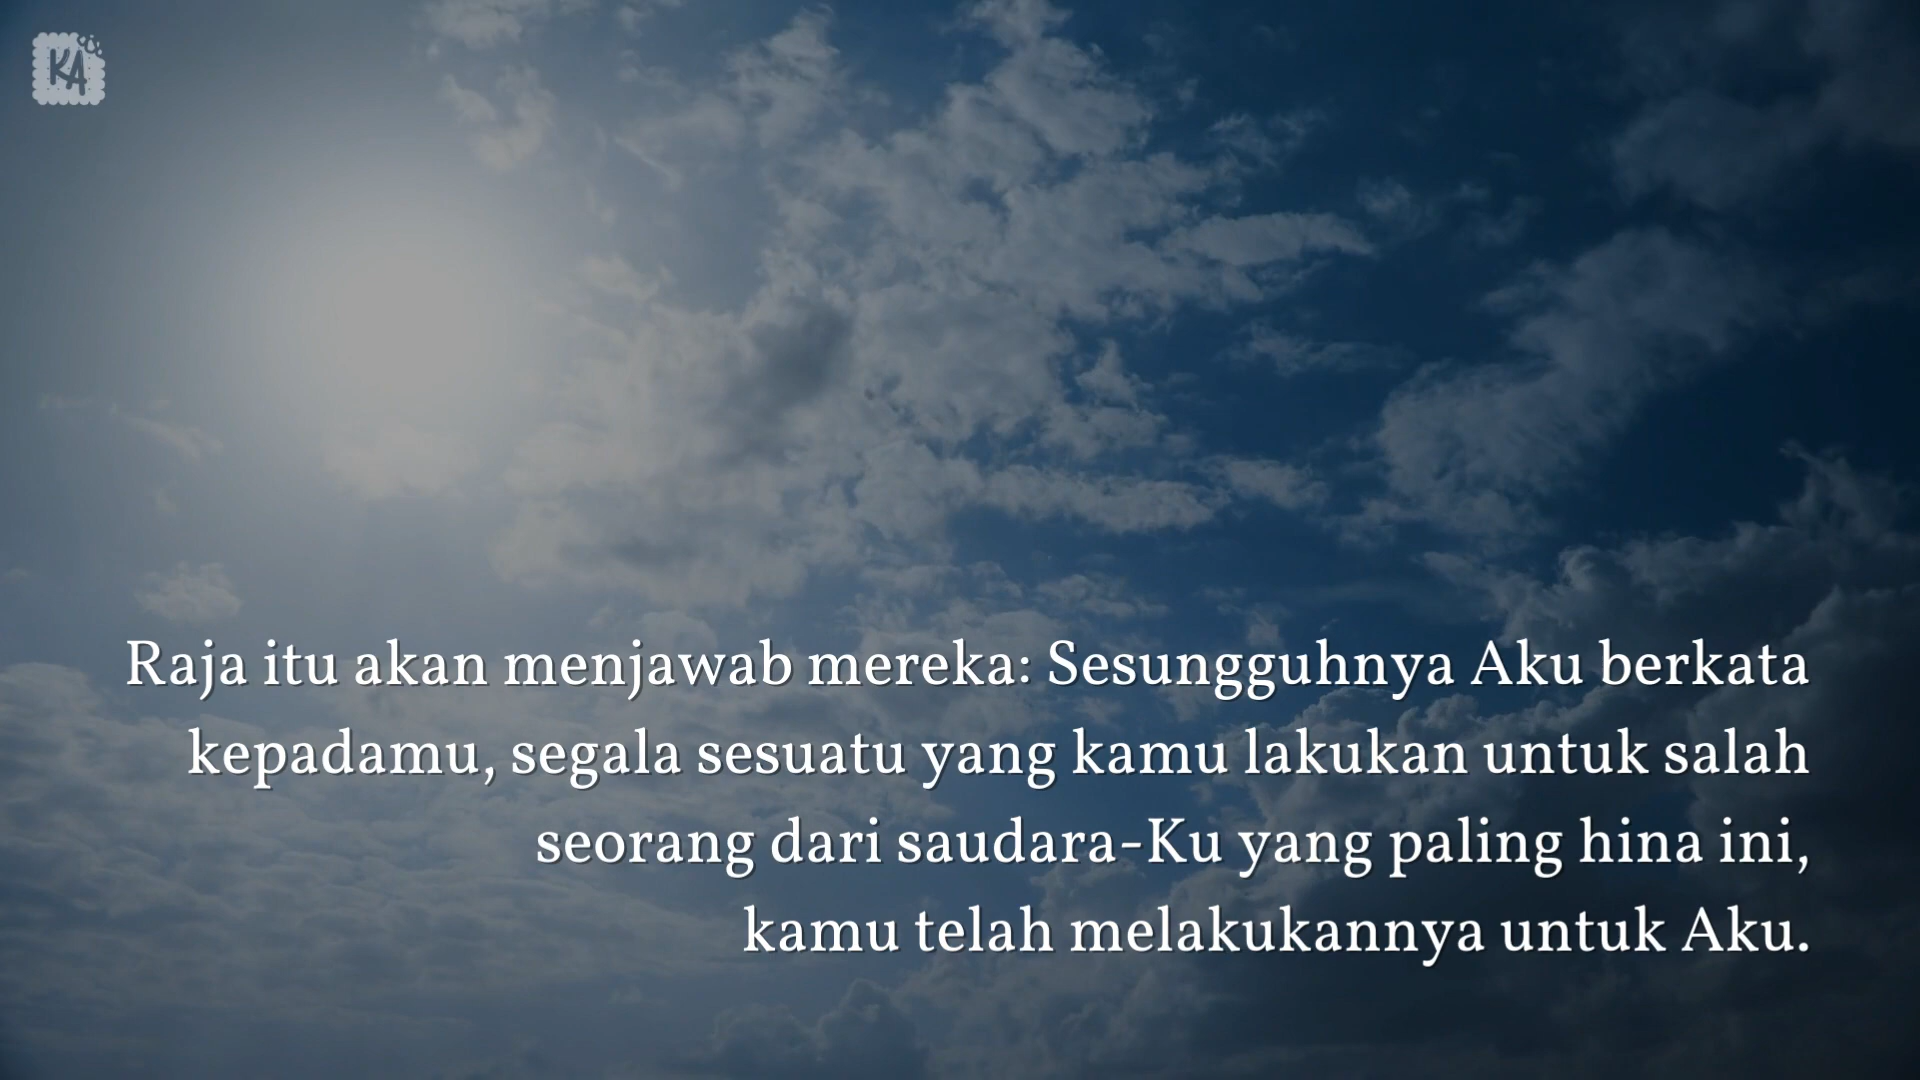 KA
Raja itu akan menjawab mereka: Sesungguhnya Aku berkata
kepadamu, segala sesuatu yang kamu lakukan untuk salah
seorang dari saudara-Ku yang paling hina ini,
kamu telah melakukannya untuk Aku.